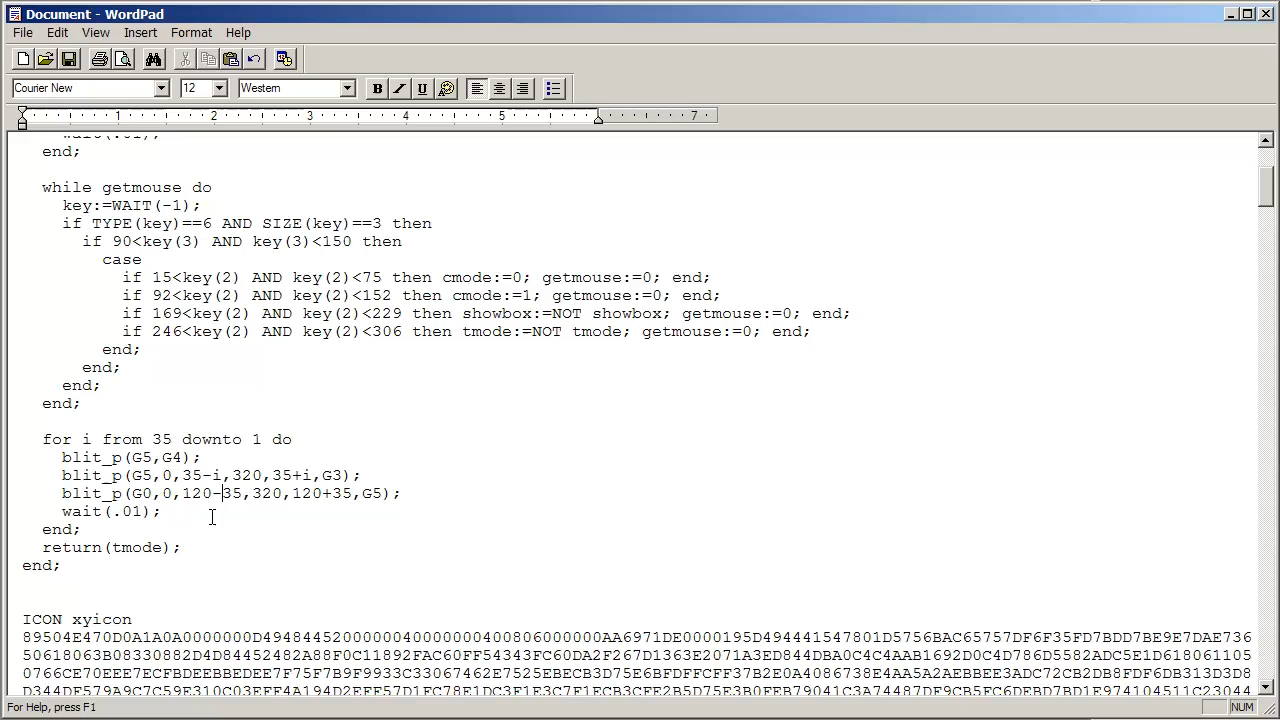 Document - WordPad
File Edit View Insert Format Help
Courier New 12 Western B U
1 2 3 4 5 7
end;
while getmouse do
key:=WAIT(-1);
if TYPE(key)==6 AND SIZE(key)==3 then
if 90<key(3) AND key(3)<150 then
case
if 15<key(2) AND key(2)<75 then cmode:=0; getmouse:=0; end;
if 92<key(2) AND key(2)<152 then cmode:=1; getmouse:=0; end;
if 169<key(2) AND key(2)<229 then showbox:=NOT showbox; getmouse:=0; end;
if 246<key(2) AND key(2)<306 then tmode:=NOT tmode; getmouse:=0; end;
end;
end;
end;
end;
for i from 35 downto 1 do
blit_p(G5,G4);
blit_p(G5,0,35-i,320,35+i,G3);
blit_p(G0,0,120-35,320,120+35,G5);
wait(.01);
end;
return(tmode);
end;
ICON xyicon
For Help, press F1
NUM